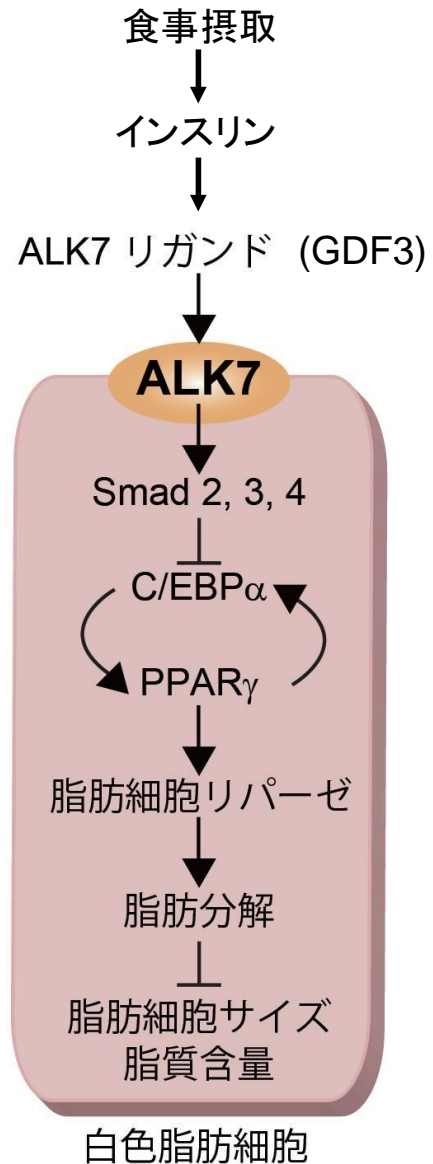 食事摂取
インスリン
ALK7 リガンド (GDF3)
ALK7
Smad 2, 3, 4
C/EBPα
PPARγ
脂肪細胞リパーゼ
脂肪分解
脂肪細胞サイズ
脂質含量
白色脂肪細胞